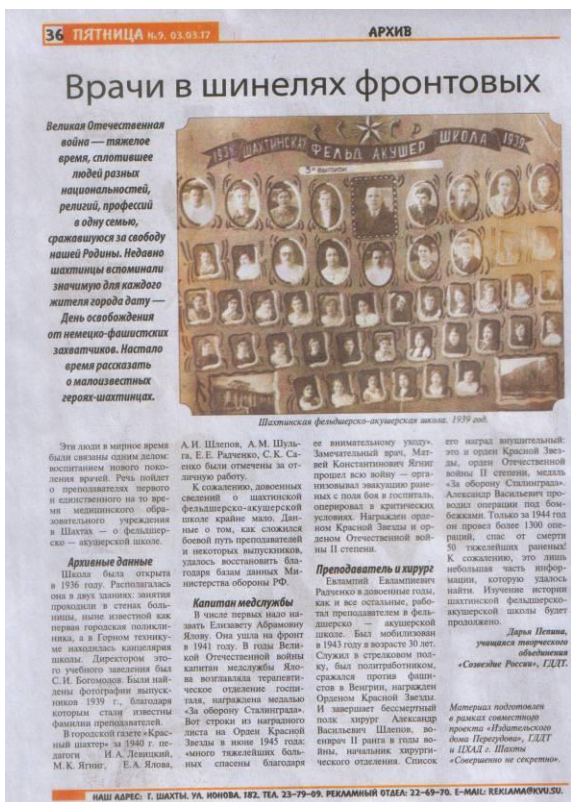 36 ПЯТНИЦА №9. 03.03.17
АРХИВ
Врачи в шинелях фронтовых
Великая Отечественная
война — тяжелое
время, сплотившее
людей разных
национальностей,
религий, профессий
в одну семью,
сражавшуюся за свободу
нашей Родины. Недавно
шахтинцы вспоминали
значимую для каждого
жителя города дату —
День освобождения
от немецко-фашистских
захватчиков. Настало
время рассказать
о малоизвестных
героях-шахтинцах.
1939 ШАХТИНСКАЯ ФЕЛЬД АКУШЕР ШКОЛА 1939
Шахтинская фельдшерско-акушерская школа. 1939 год.
Эти люди в мирное время
были связаны одним делом:
воспитанием нового поко-
ления врачей. Речь пойдет
о преподавателях первого
и единственного на то вре-
мя медицинского обра-
зовательного учреждения
в Шахтах — о фельдшер-
ско — акушерской школе.
Архивные данные
Школа была открыта
в 1936 году. Располагалась
она в двух зданиях: занятия
проходили в стенах боль-
ницы, ныне известной как
первая городская поликли-
ника, а в Горном технику-
ме находилась канцелярия
школы. Директором это-
го учебного заведения был
С.И. Богомодов. Были най-
дены фотографии выпуск-
ников 1939 г., благодаря
которым стали известны
фамилии преподавателей.
В городской газете «Крас-
ный шахтер» за 1940 г. пе-
дагоги И.А. Левицкий,
М.К. Ягниг, Е.А. Ялова,
А.И. Шлепов, А.М. Шуль-
га, Е.Е. Радченко, С.К. Са-
енко были отмечены за от-
личную работу.
К сожалению, довоенных
сведений о шахтинской
фельдшерско-акушерской
школе крайне мало. Дан-
ные о том, как сложился
боевой путь преподавателей
и некоторых выпускников,
удалось восстановить бла-
годаря базам данных Ми-
нистерства обороны РФ.
Капитан медслужбы
В числе первых надо на-
звать Елизавету Абрамовну
Ялову. Она ушла на фронт
в 1941 году. В годы Вели-
кой Отечественной войны
капитан медслужбы Яло-
ва возглавляла терапевти-
ческое отделение госпи-
таля, награждена медалью
«За оборону Сталинграда».
Вот строки из наградного
листа на Орден Красной
Звезды в июне 1945 года:
«много тяжелейших боль-
ных спасены благодаря
ее внимательному уходу».
Замечательный врач, Мат-
вей Константинович Ягниг
прошел всю войну — орга-
низовывал эвакуацию ране-
ных с поля боя в госпиталь,
оперировал в критических
условиях. Награжден орде-
ном Красной Звезды и ор-
деном Отечественной вой-
ны II степени.
Преподаватель и хирург
Евлампий Евлампиевич
Радченко в довоенные годы,
как и все остальные, рабо-
тал преподавателем в фель-
дшерско — акушерской
школе. Был мобилизован
в 1943 году в возрасте 30 лет.
Служил в стрелковом пол-
ку, был политработником,
сражался против фаши-
стов в Венгрии, награжден
Орденом Красной Звезды.
И завершает бессмертный
полк хирург Александр
Васильевич Шлепов, во-
енврач II ранга в годы во-
йны, начальник хирурги-
ческого отделения. Список
его наград внушительный:
это и орден Красной Звез-
ды, орден Отечественной
войны II степени, медаль
«За оборону Сталинграда».
Александр Васильевич про-
водил операции под бом-
бежками. Только за 1944 год
он провел более 1300 опе-
раций, спас от смерти
50 тяжелейших раненых!
К сожалению, это лишь
небольшая часть инфор-
мации, которую удалось
найти. Изучение истории
шахтинской фельдшерско-
акушерской школы будет
продолжено.
Дарья Пепина,
учащаяся творческого
объединения
«Созвездие России», ГДДТ.
Материал подготовлен
в рамках совместного
проекта «Издательского
дома Перегудова», ГДДТ
и ЦХАД г. Шахты
«Совершенно не секретно».
НАШ АДРЕС: Г. ШАХТЫ, УЛ. ИОНОВА, 182, ТЕЛ. 23-79-09. РЕКЛАМНЫЙ ОТДЕЛ: 22-69-70. E-MAIL: REKLAMA@KVU.SU.